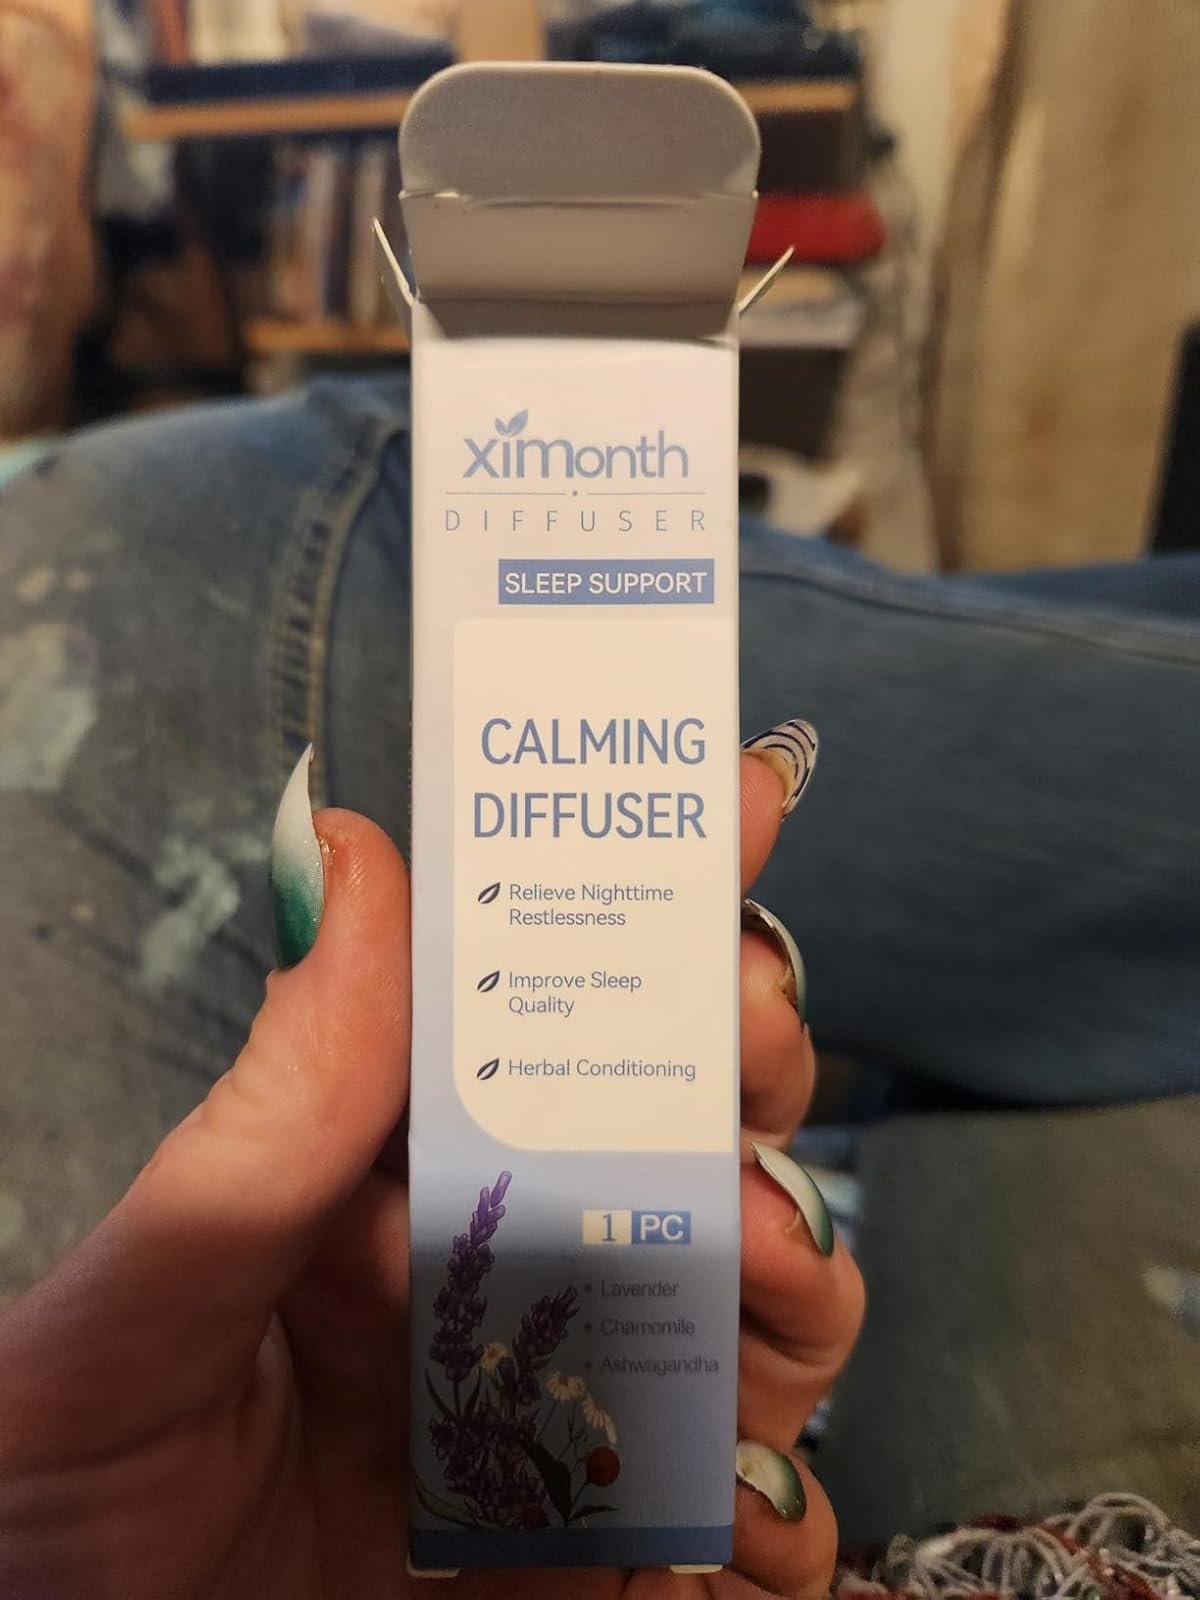 ximonth
DIFFUSER
SLEEP SUPPORT
CALMING
DIFFUSER
Relieve Nighttime
Restlessness
Improve Sleep
Quality
Herbal Conditioning
1 PC
• Lavender
• Chamomile
• Ashwagandha